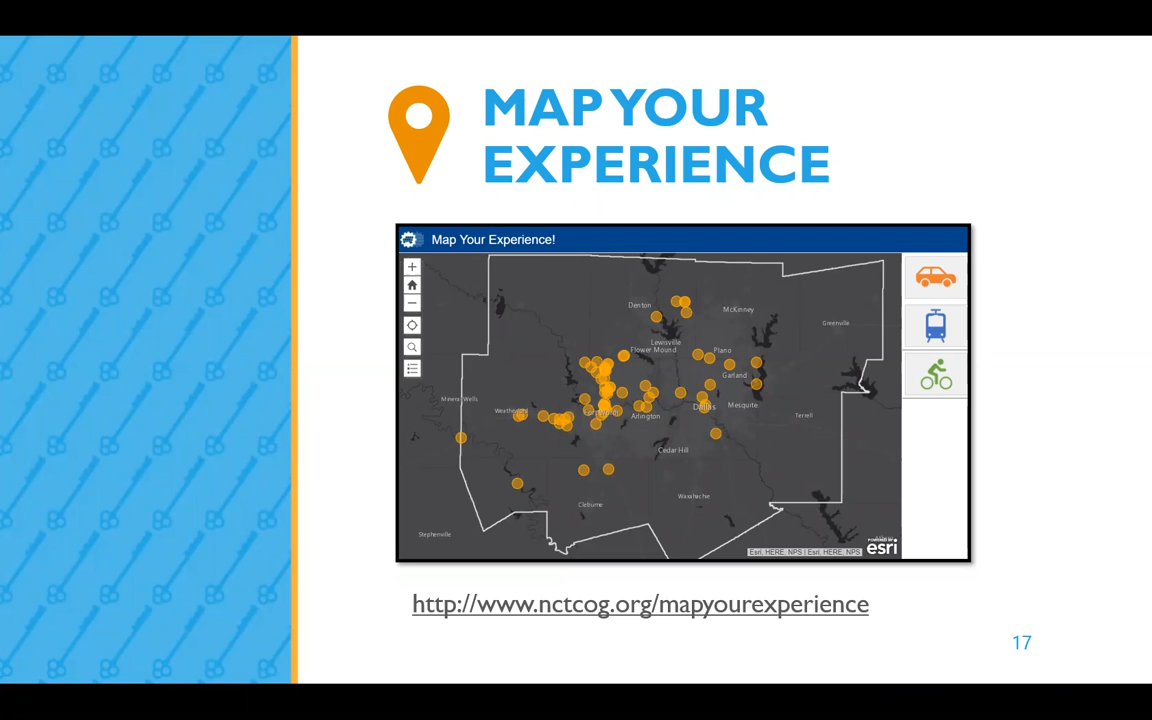 MAP YOUR
EXPERIENCE
Map Your Experience!
Denton
McKinney
Greenville
Lewisville
Flower Mound
Plano
Garland
Mineral Wells
Weatherford
Fort Worth
Arlington
Dallas
Mesquite
Terrell
Cedar Hill
Cleburne
Waxahachie
Stephenville
Esri, HERE, NPS | Esri, HERE, NPS
POWERED BY
esri
http://www.nctcog.org/mapyourexperience
17